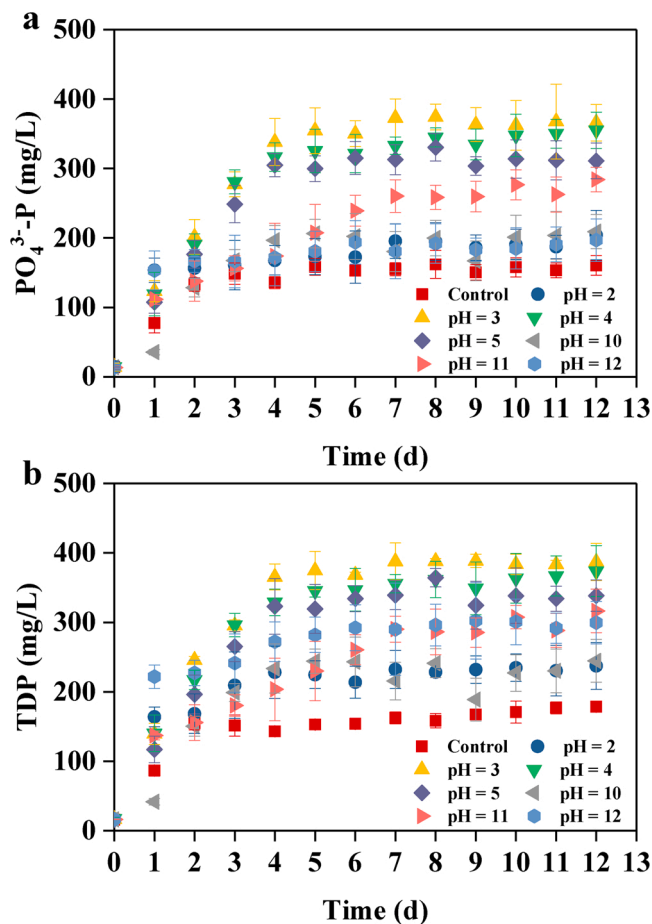 a
500
400
300
200
100
0
PO₄³⁻-P (mg/L)
Control pH = 2
pH = 3 pH = 4
pH = 5 pH = 10
pH = 11 pH = 12
0 1 2 3 4 5 6 7 8 9 10 11 12 13
Time (d)
b
500
400
300
200
100
0
TDP (mg/L)
Control pH = 2
pH = 3 pH = 4
pH = 5 pH = 10
pH = 11 pH = 12
0 1 2 3 4 5 6 7 8 9 10 11 12 13
Time (d)